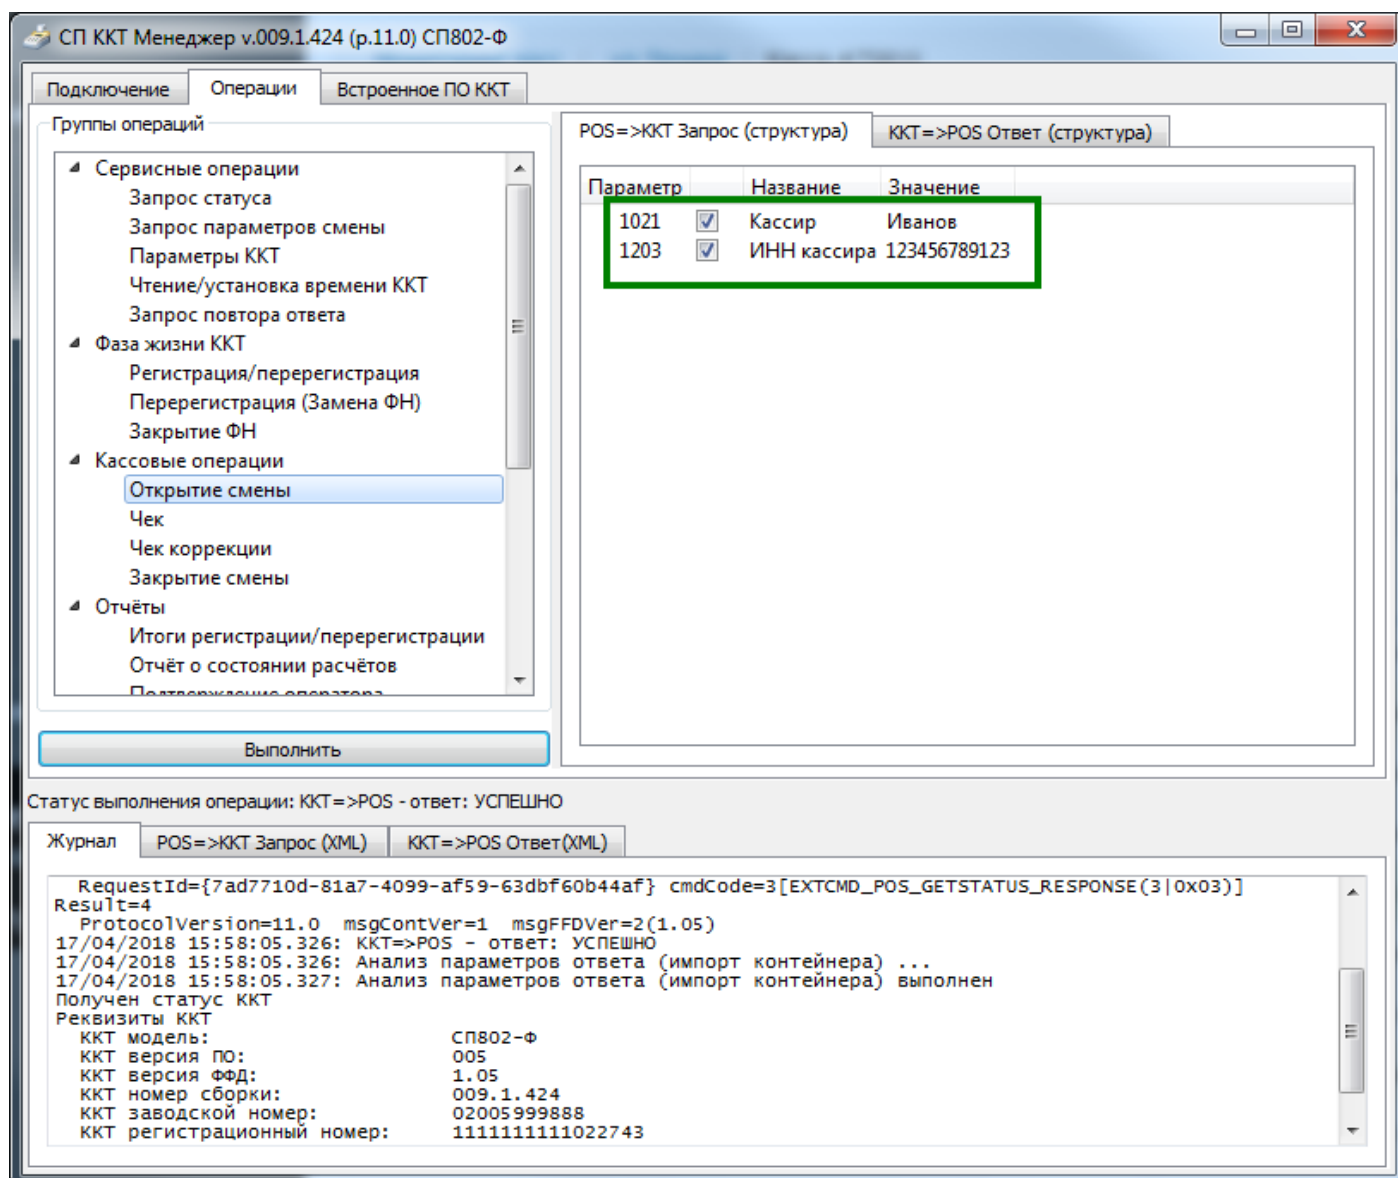 СП ККТ Менеджер v.009.1.424 (р.11.0) СП802-Ф
Подключение Операции Встроенное ПО ККТ
Группы операций
Сервисные операции
Запрос статуса
Запрос параметров смены
Параметры ККТ
Чтение/установка времени ККТ
Запрос повтора ответа
Фаза жизни ККТ
Регистрация/перерегистрация
Перерегистрация (Замена ФН)
Закрытие ФН
Кассовые операции
Открытие смены
Чек
Чек коррекции
Закрытие смены
Отчёты
Итоги регистрации/перерегистрации
Отчёт о состоянии расчётов
Подтверждение оператора
Выполнить
POS=>ККТ Запрос (структура) ККТ=>POS Ответ (структура)
Параметр Название Значение
1021 Кассир Иванов
1203 ИНН кассира 123456789123
Статус выполнения операции: ККТ=>POS - ответ: УСПЕШНО
Журнал POS=>ККТ Запрос (XML) ККТ=>POS Ответ(XML)
RequestId={7ad7710d-81a7-4099-af59-63dbf60b44af} cmdCode=3[EXTCMD_POS_GETSTATUS_RESPONSE(3|0x03)]
Result=4
ProtocolVersion=11.0 msgContVer=1 msgFFDVer=2(1.05)
17/04/2018 15:58:05.326: ККТ=>POS - ответ: УСПЕШНО
17/04/2018 15:58:05.326: Анализ параметров ответа (импорт контейнера) ...
17/04/2018 15:58:05.327: Анализ параметров ответа (импорт контейнера) выполнен
Получен статус ККТ
Реквизиты ККТ
ККТ модель: СП802-Ф
ККТ версия ПО: 005
ККТ версия ФФД: 1.05
ККТ номер сборки: 009.1.424
ККТ заводской номер: 02005999888
ККТ регистрационный номер: 1111111111022743